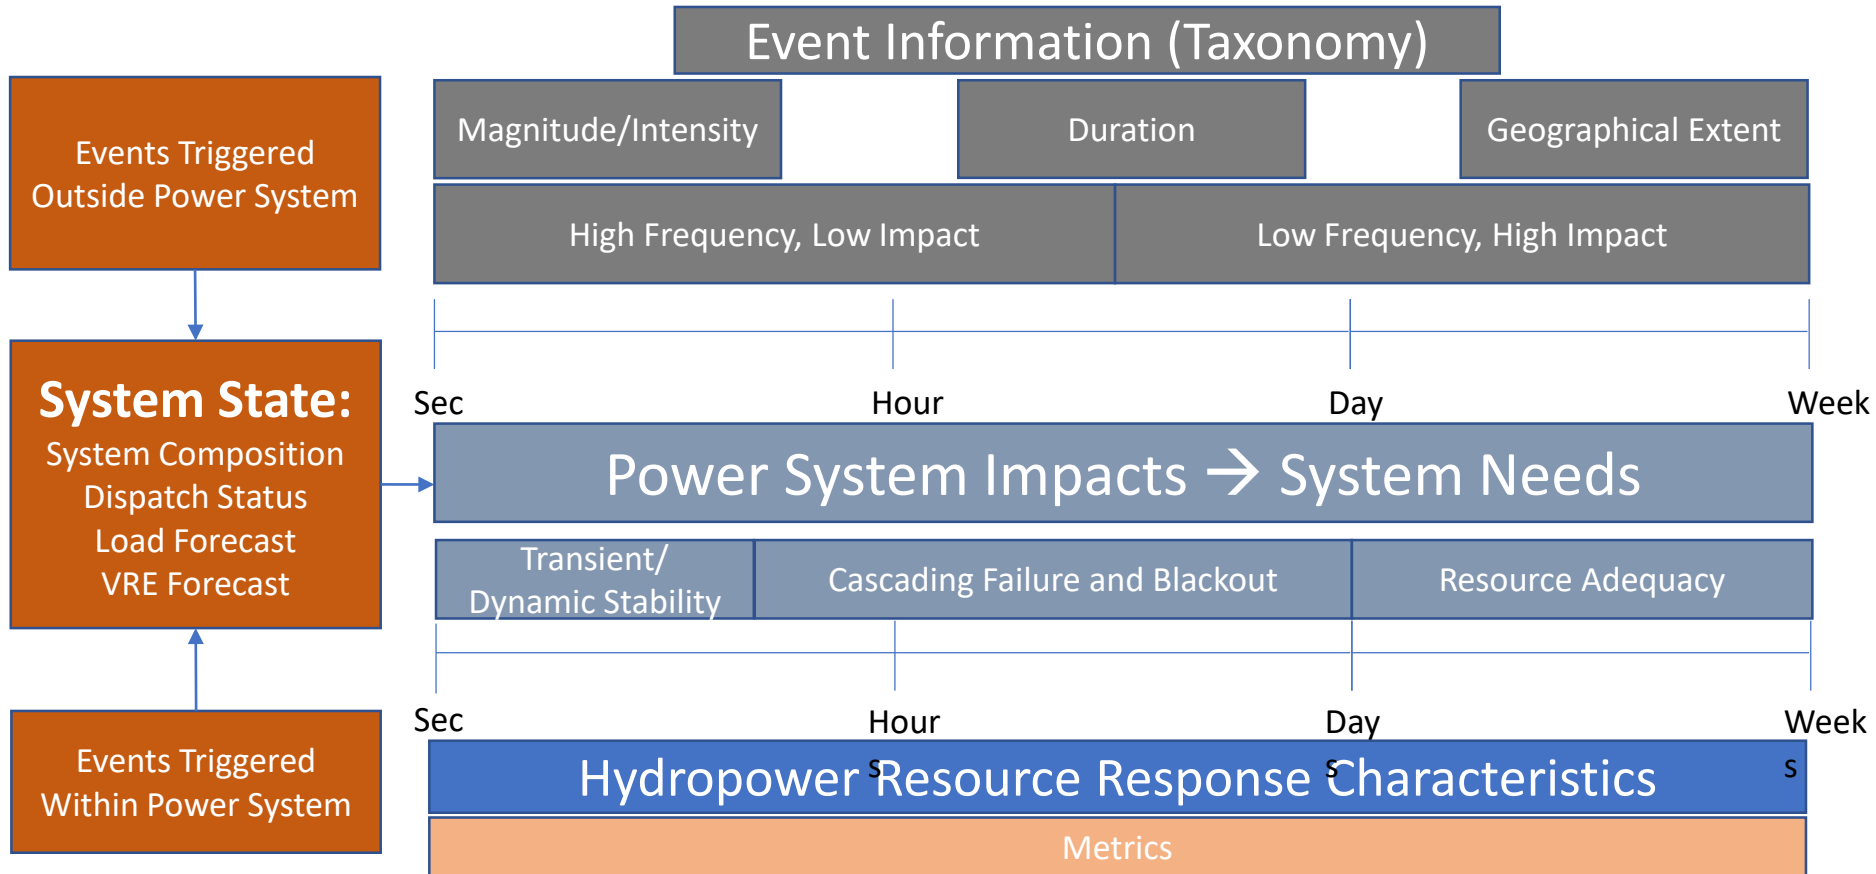 Event Information (Taxonomy)
Magnitude/Intensity
Duration
Geographical Extent
High Frequency, Low Impact
Low Frequency, High Impact
Events Triggered
Outside Power System
System State:
System Composition
Dispatch Status
Load Forecast
VRE Forecast
Events Triggered
Within Power System
Sec
Hour
Day
Week
Power System Impacts → System Needs
Transient/
Dynamic Stability
Cascading Failure and Blackout
Resource Adequacy
Sec
Hour
s
Day
s
Week
s
Hydropower Resource Response Characteristics
Metrics